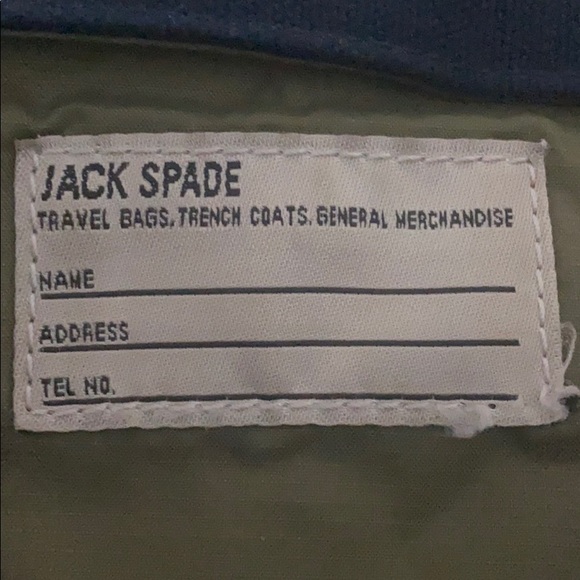 JACK SPADE
TRAVEL BAGS, TRENCH COATS, GENERAL MERCHANDISE
NAME
ADDRESS
TEL NO.